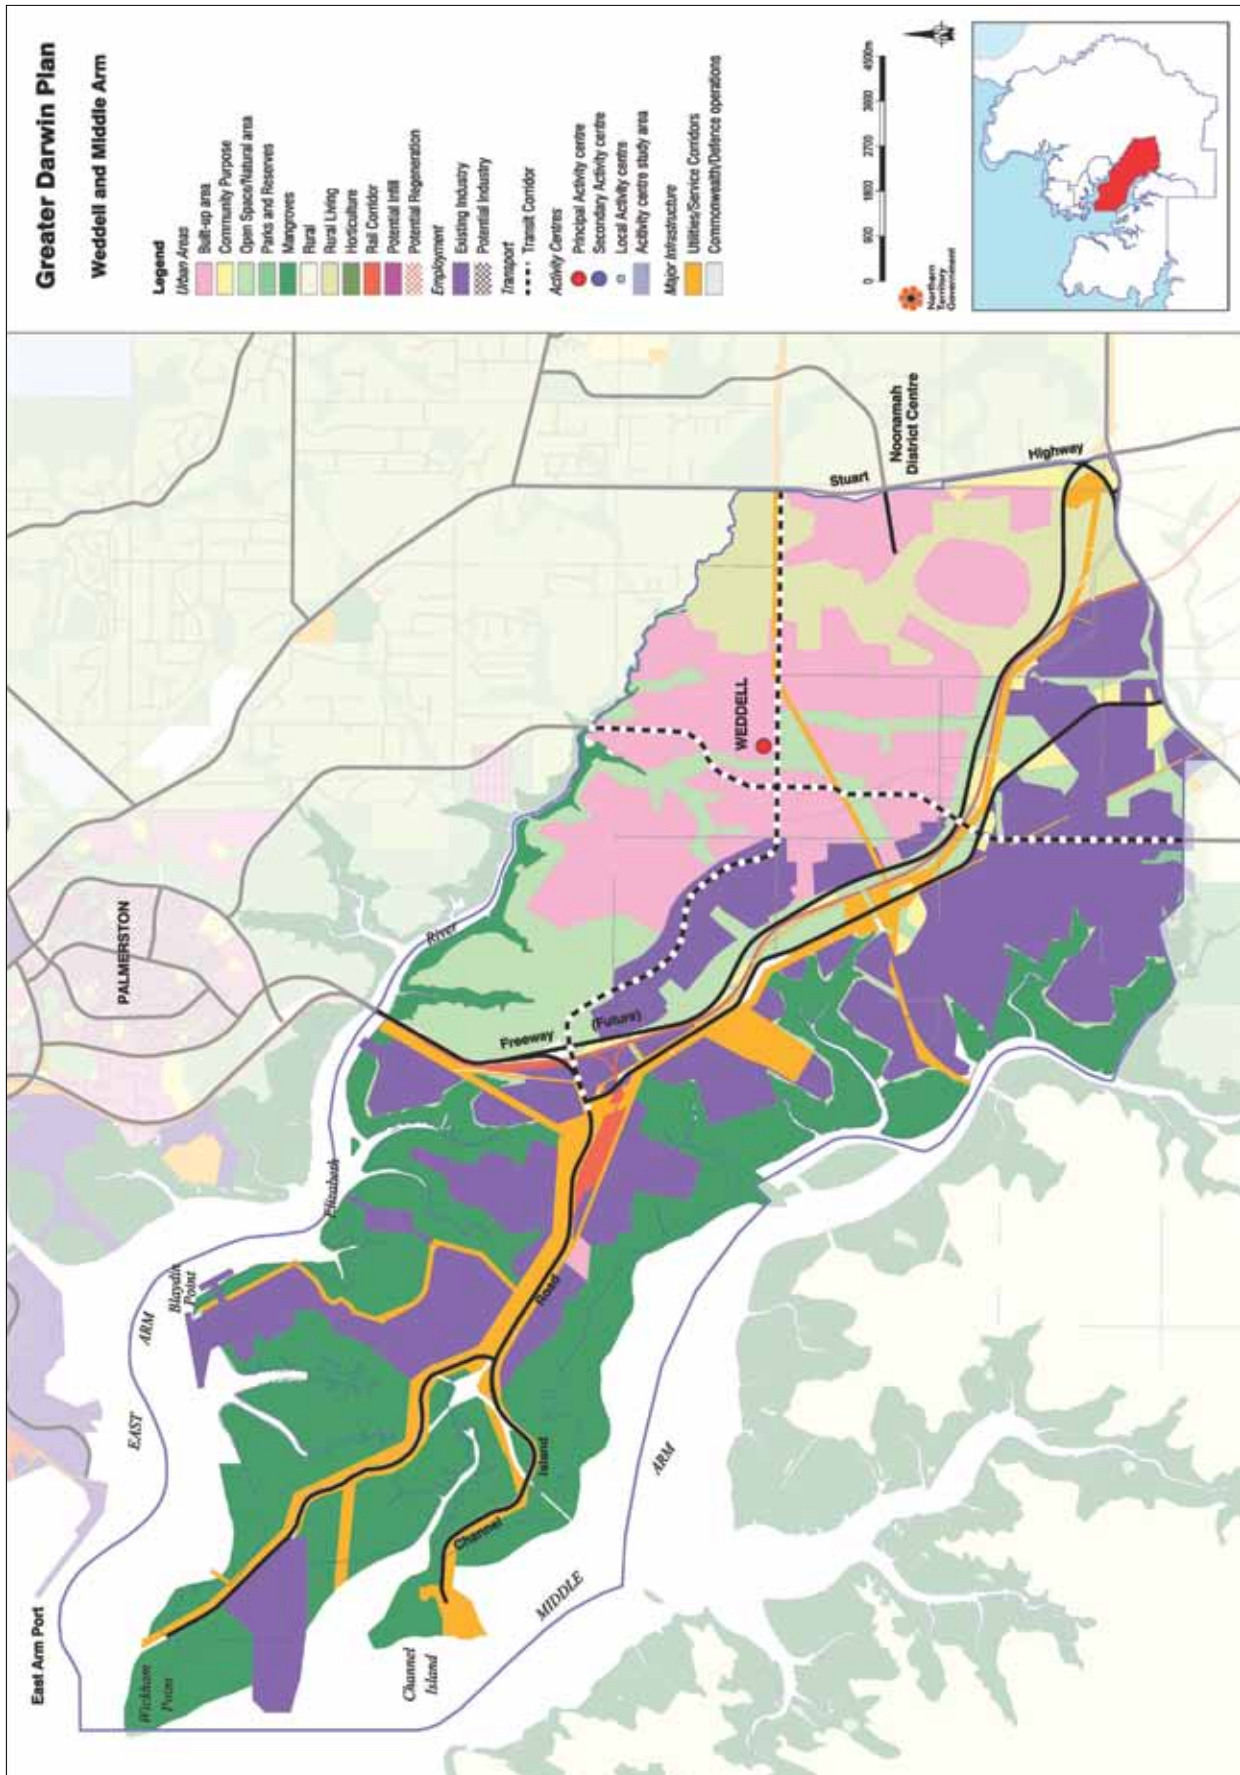 Greater Darwin Plan
Weddell and Middle Arm
Legend
Urban Areas
Built-up area
Community Purpose
Open Space/Natural area
Parks and Reserves
Mangroves
Rural
Rural Living
Horticulture
Rail Corridor
Potential Infill
Potential Regeneration
Employment
Existing Industry
Potential Industry
Transport
Transit Corridor
Activity Centres
Principal Activity centre
Secondary Activity centre
Local Activity centre
Activity centre study area
Major Infrastructure
Utilities/Service Corridors
Commonwealth/Defence operations
0 900 1800 2700 3600 4500m
Northern
Territory
Government
East Arm Port
Wickham
Point
Channel
Island
EAST
ARM
Blaydin
Point
Elizabeth
River
PALMERSTON
Freeway
(Future)
Road
Island
Channel
MIDDLE
ARM
WEDDELL
Stuart
Highway
Noonamah
District Centre